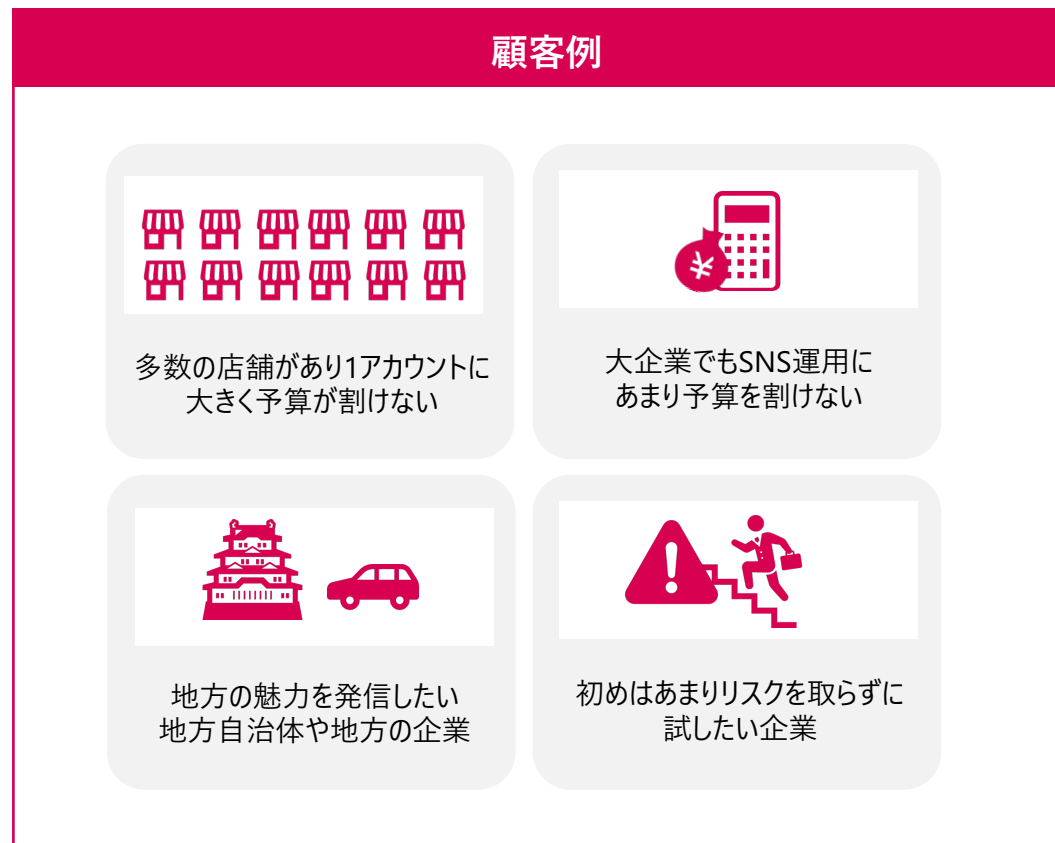 顧客例
多数の店舗があり1アカウントに
大きく予算が割けない
大企業でもSNS運用に
あまり予算を割けない
地方の魅力を発信したい
地方自治体や地方の企業
初めはあまりリスクを取らずに
試したい企業